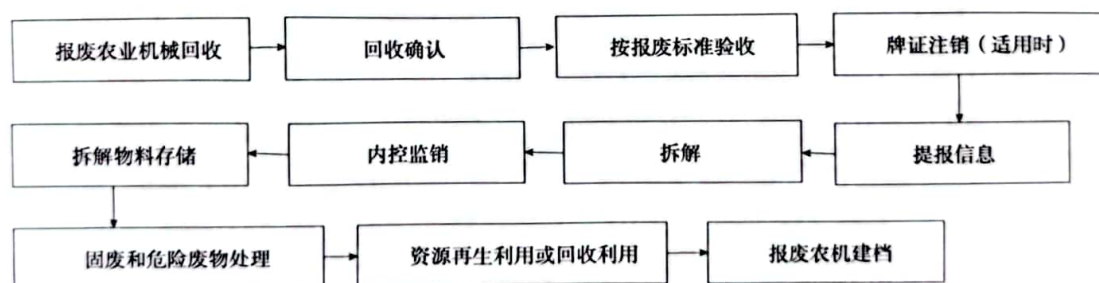 报废农业机械回收
回收确认
按报废标准验收
牌证注销（适用时）
提报信息
拆解
内控监销
拆解物料存储
固废和危险废物处理
资源再生利用或回收利用
报废农机建档